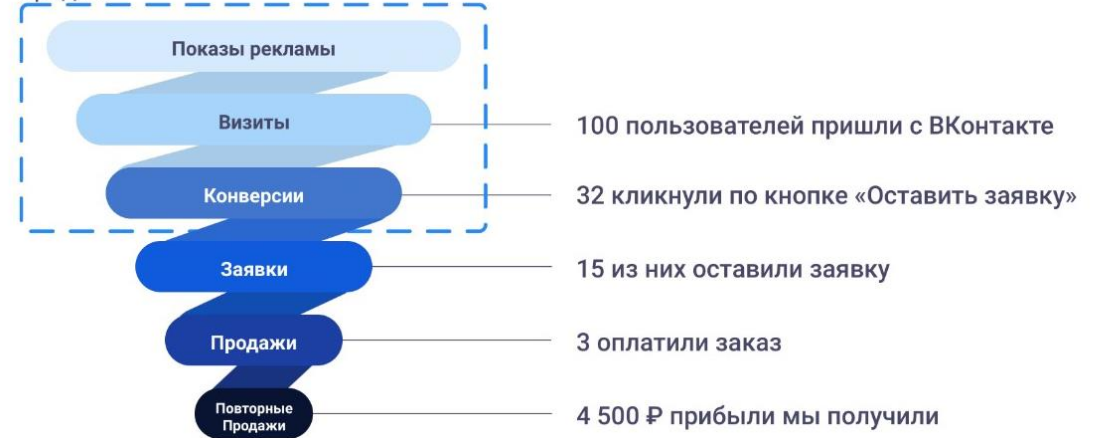 Показы рекламы
Визиты
100 пользователей пришли с ВКонтакте
Конверсии
32 кликнули по кнопке «Оставить заявку»
Заявки
15 из них оставили заявку
Продажи
3 оплатили заказ
Повторные
Продажи
4 500 ₽ прибыли мы получили